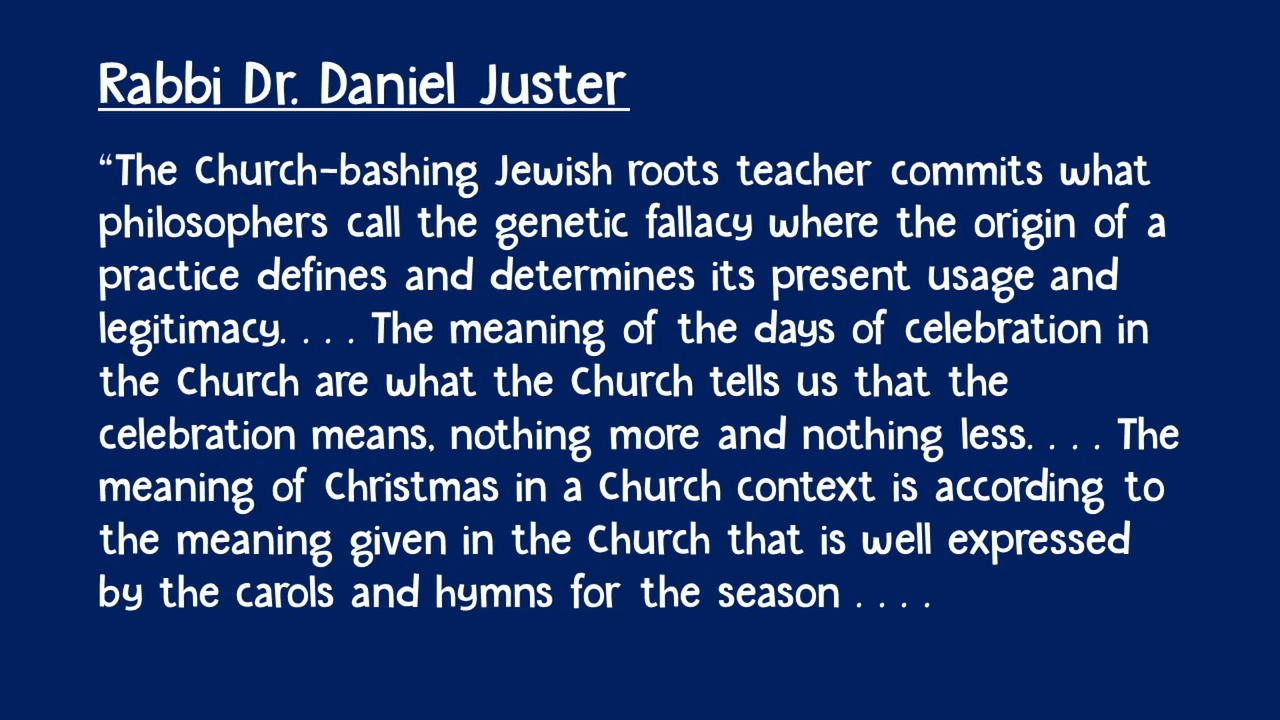 Rabbi Dr. Daniel Juster
“The Church-bashing Jewish roots teacher commits what
philosophers call the genetic fallacy where the origin of a
practice defines and determines its present usage and
legitimacy. . . . The meaning of the days of celebration in
the Church are what the Church tells us that the
celebration means, nothing more and nothing less. . . . The
meaning of Christmas in a Church context is according to
the meaning given in the Church that is well expressed
by the carols and hymns for the season . . . .